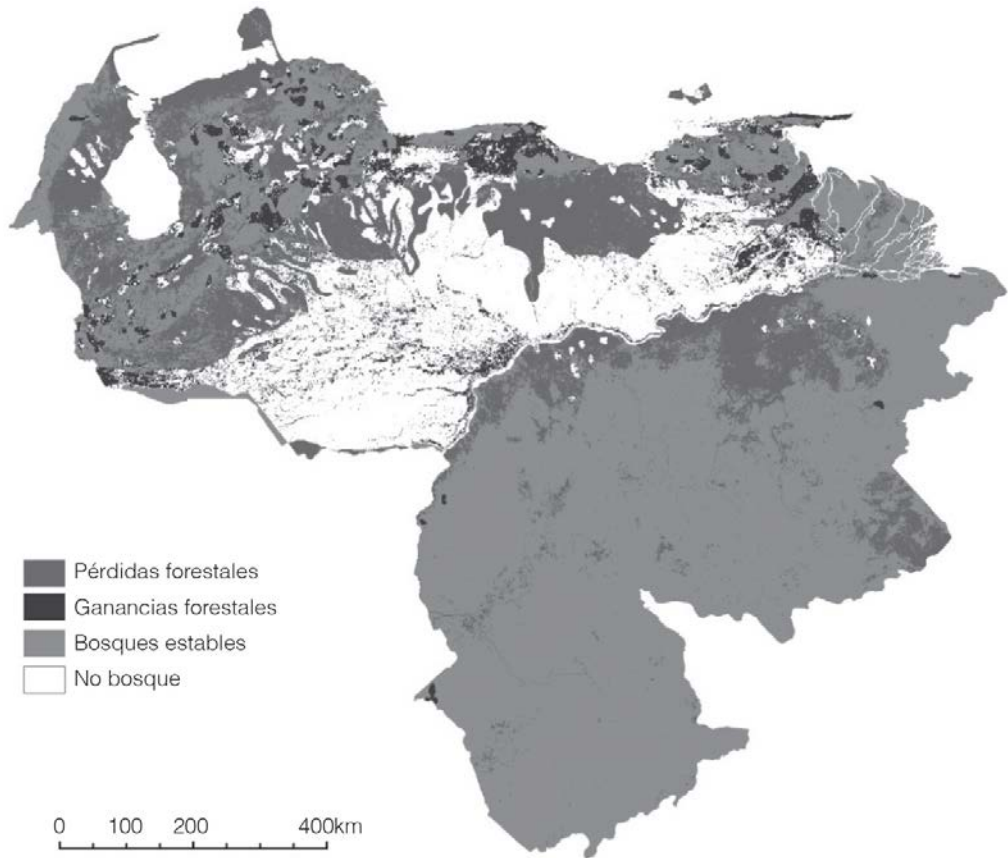 Pérdidas forestales
Ganancias forestales
Bosques estables
No bosque
0 100 200 400km